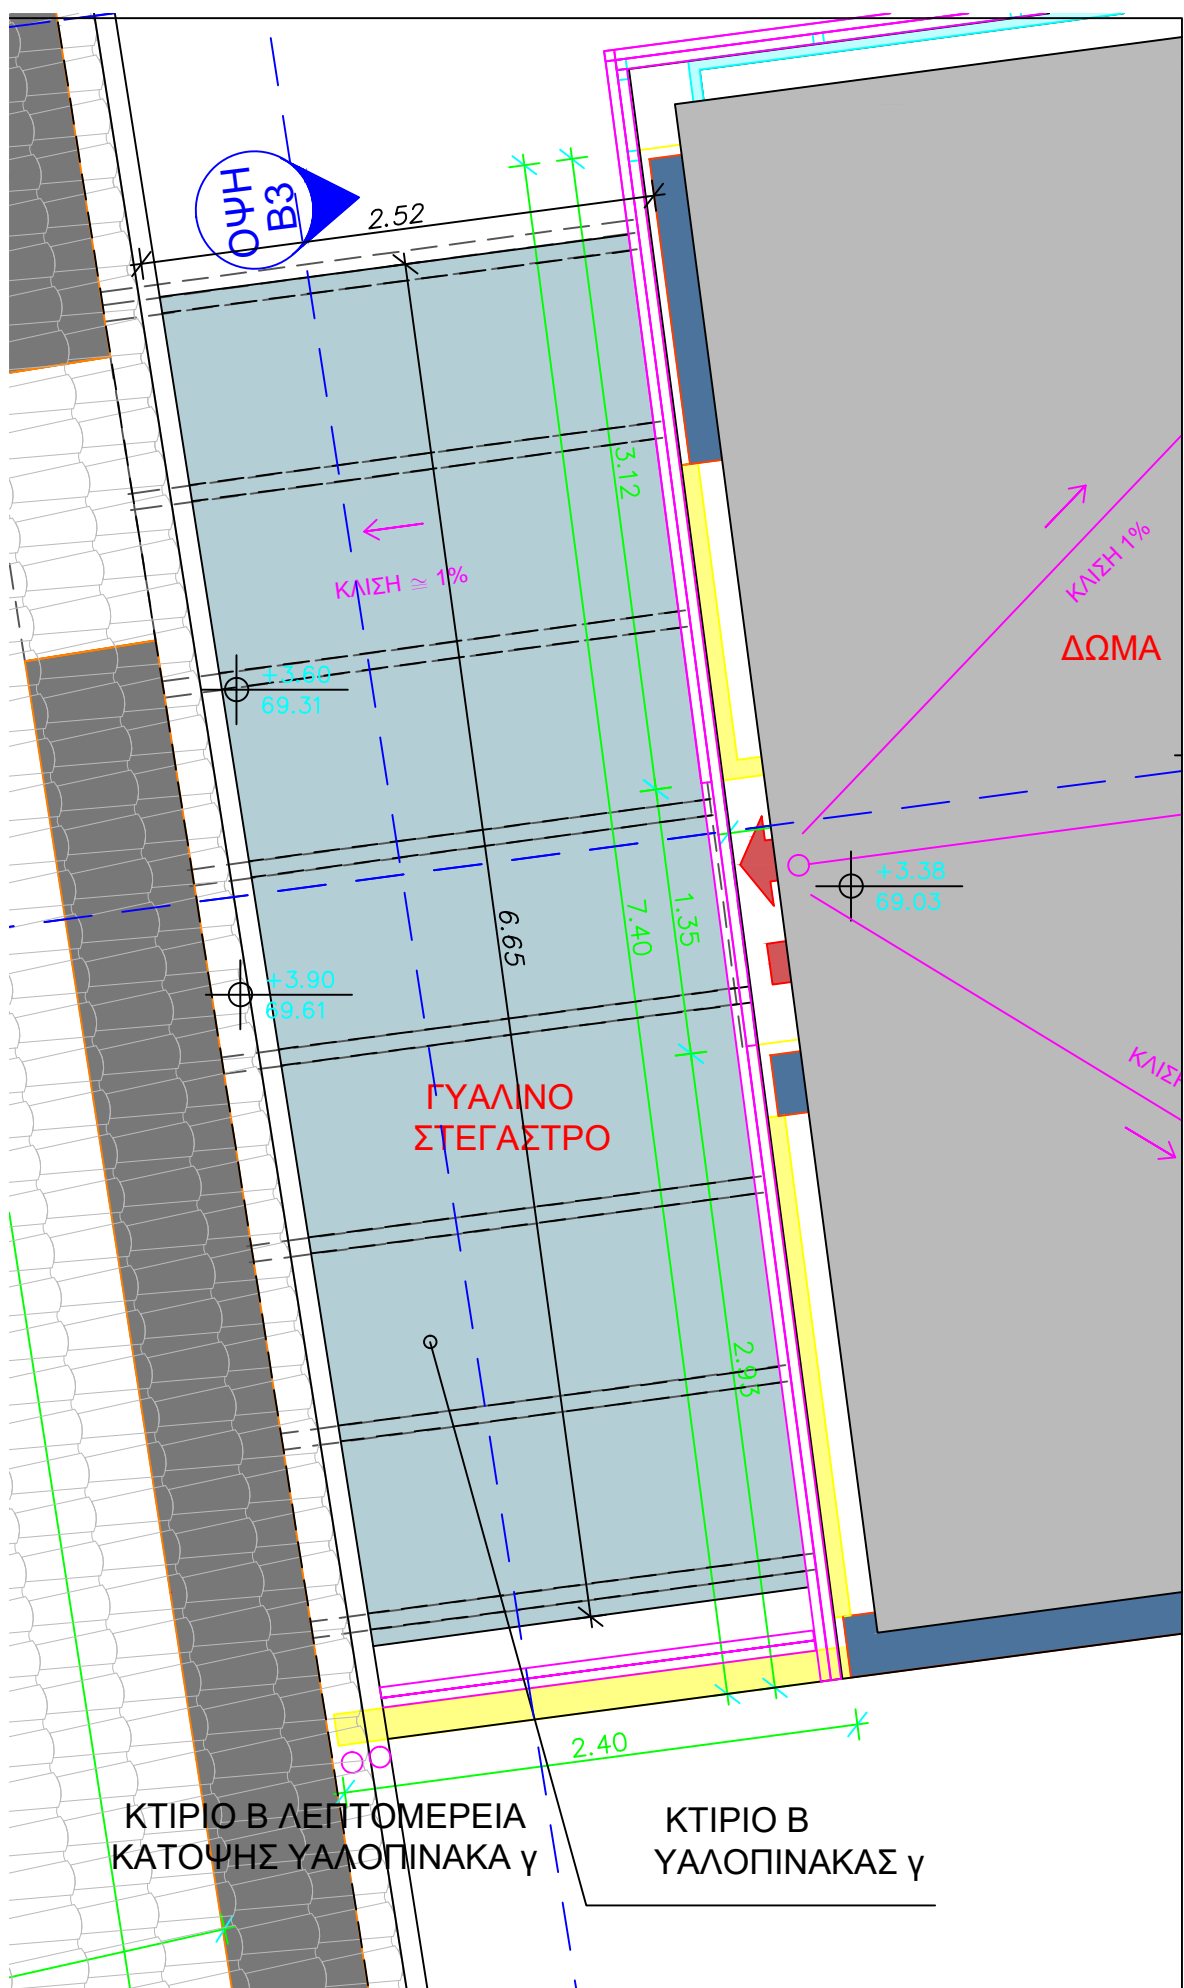 ΟΨΗ
Β3
2.52
3.12
ΚΛΙΣΗ ≃ 1%
ΚΛΙΣΗ 1%
ΔΩΜΑ
+3.60
69.31
+3.38
69.03
6.65
7.40
1.35
+3.90
69.61
ΚΛΙΣΗ
ΓΥΑΛΙΝΟ
ΣΤΕΓΑΣΤΡΟ
2.93
2.40
ΚΤΙΡΙΟ Β ΛΕΠΤΟΜΕΡΕΙΑ
ΚΑΤΟΨΗΣ ΥΑΛΟΠΙΝΑΚΑ γ
ΚΤΙΡΙΟ Β
ΥΑΛΟΠΙΝΑΚΑΣ γ